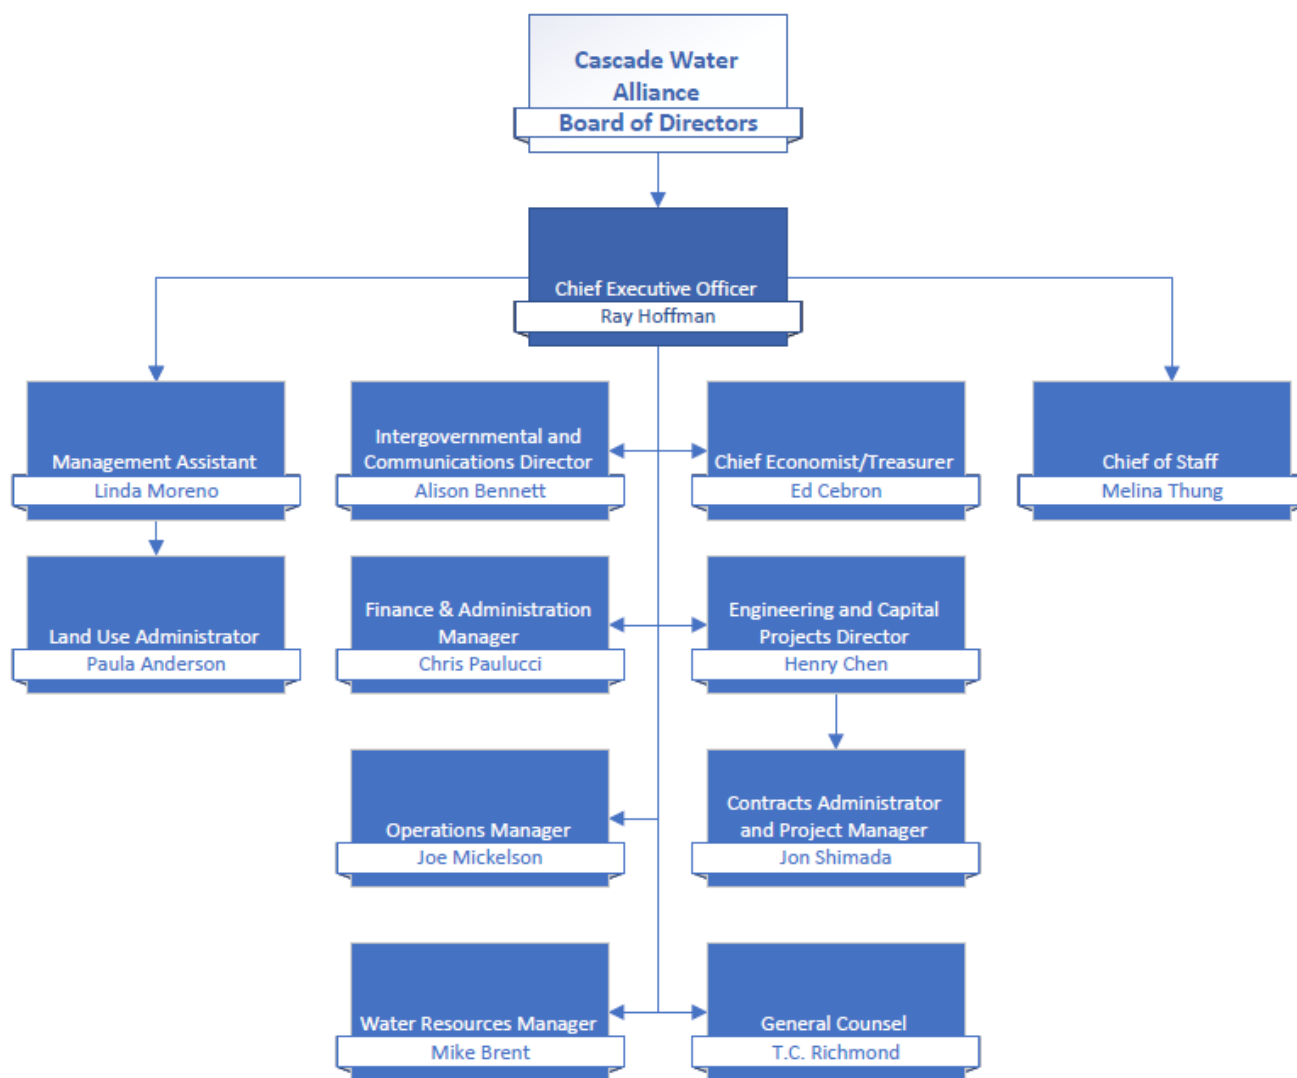 Cascade Water
Alliance
Board of Directors
Chief Executive Officer
Ray Hoffman
Management Assistant
Linda Moreno
Intergovernmental and
Communications Director
Alison Bennett
Chief Economist/Treasurer
Ed Cebron
Chief of Staff
Melina Thung
Land Use Administrator
Paula Anderson
Finance & Administration
Manager
Chris Paulucci
Engineering and Capital
Projects Director
Henry Chen
Operations Manager
Joe Mickelson
Contracts Administrator
and Project Manager
Jon Shimada
Water Resources Manager
Mike Brent
General Counsel
T.C. Richmond